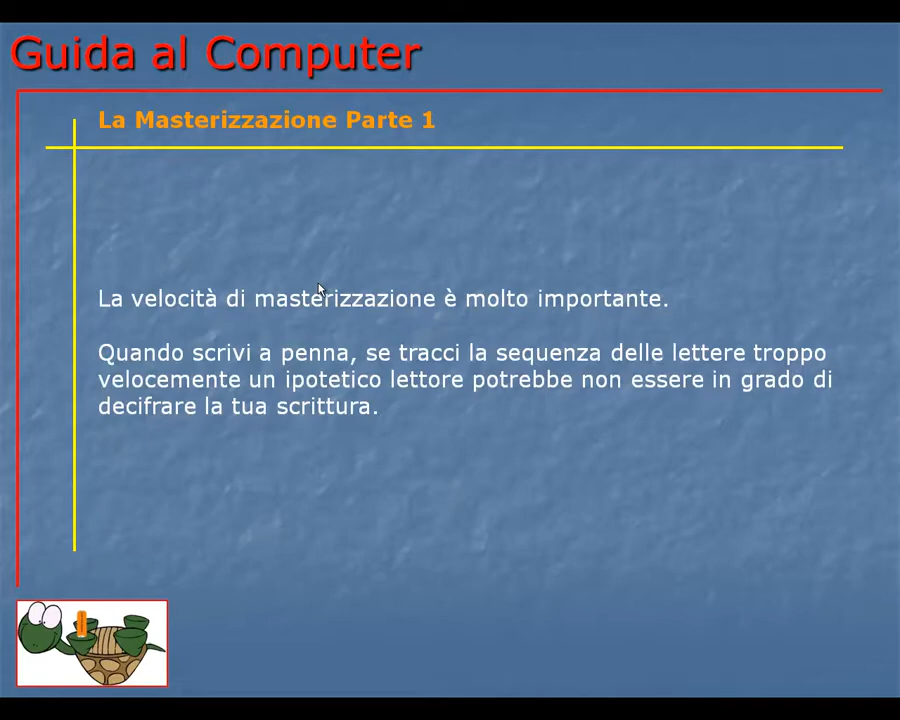 Guida al Computer
La Masterizzazione Parte 1
La velocità di masterizzazione è molto importante.
Quando scrivi a penna, se tracci la sequenza delle lettere troppo
velocemente un ipotetico lettore potrebbe non essere in grado di
decifrare la tua scrittura.